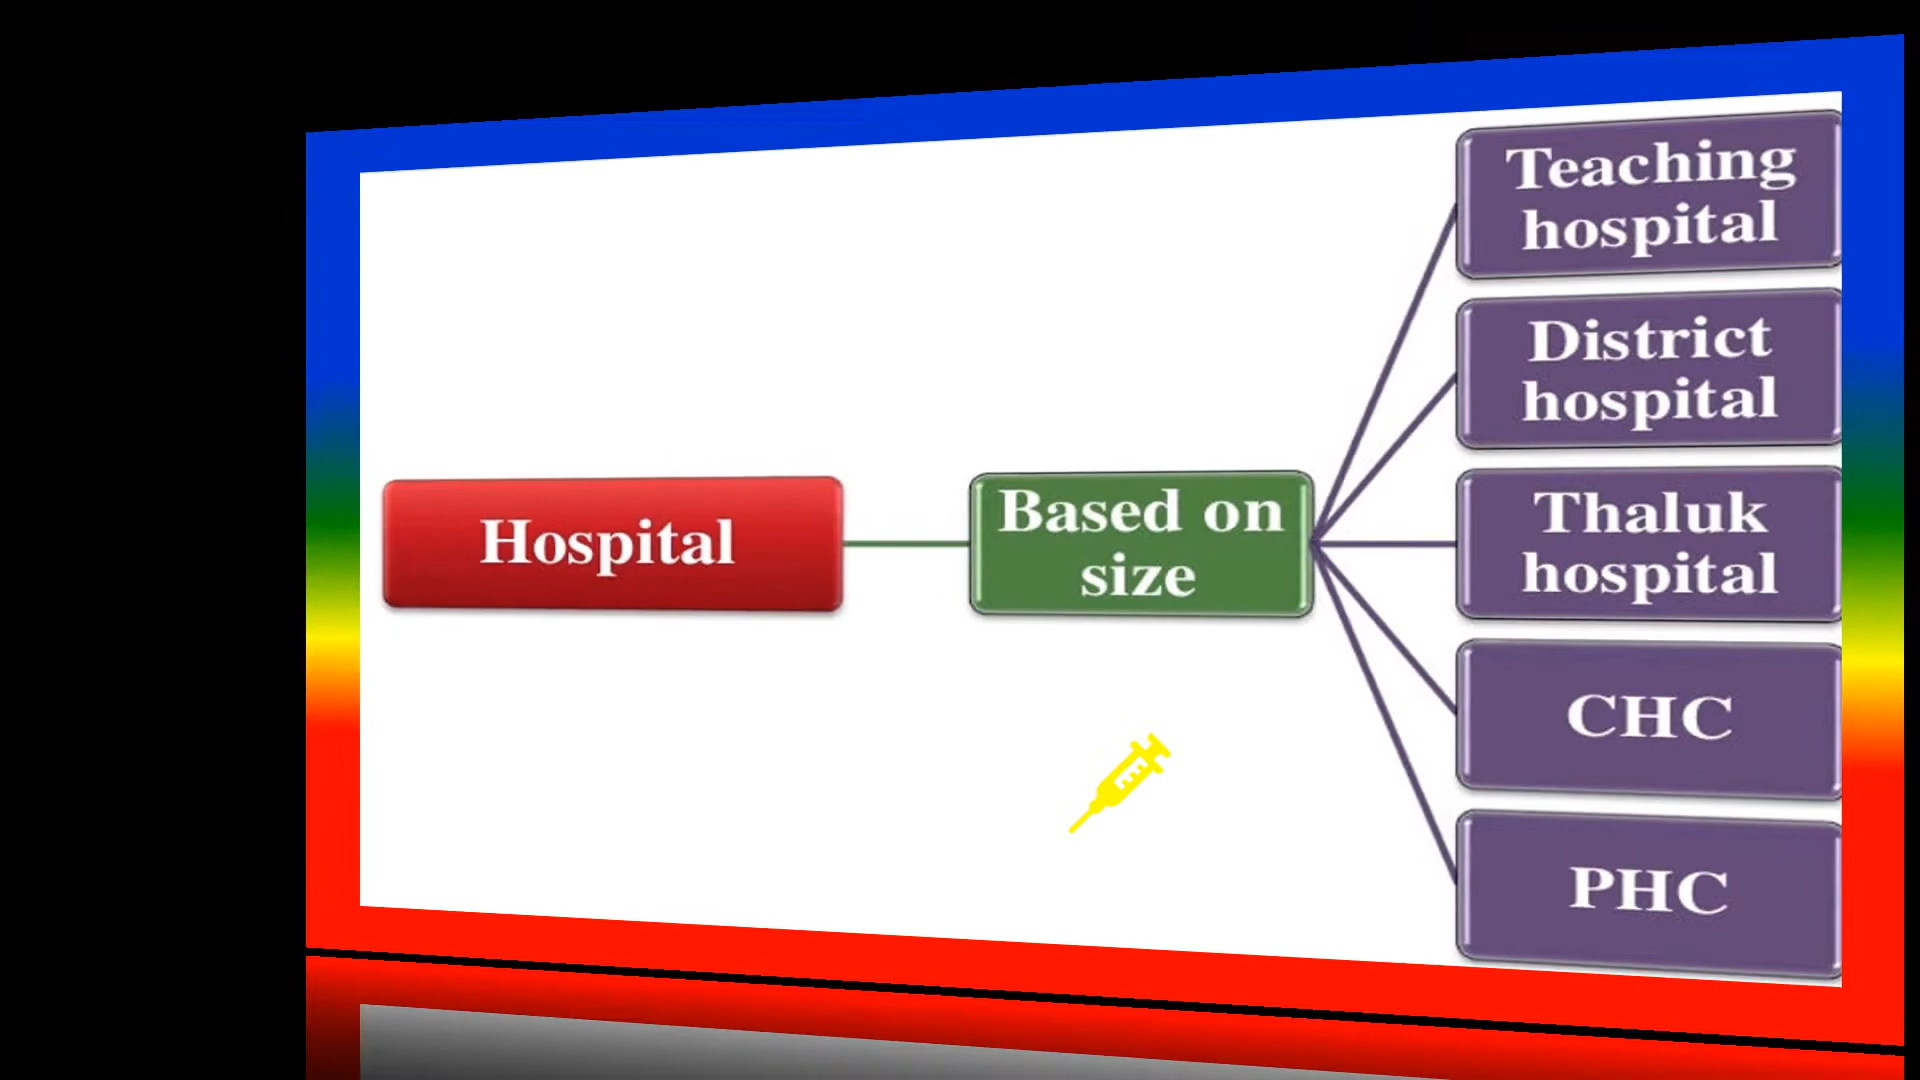 Hospital
Based on
size
Teaching
hospital
District
hospital
Thaluk
hospital
CHC
PHC